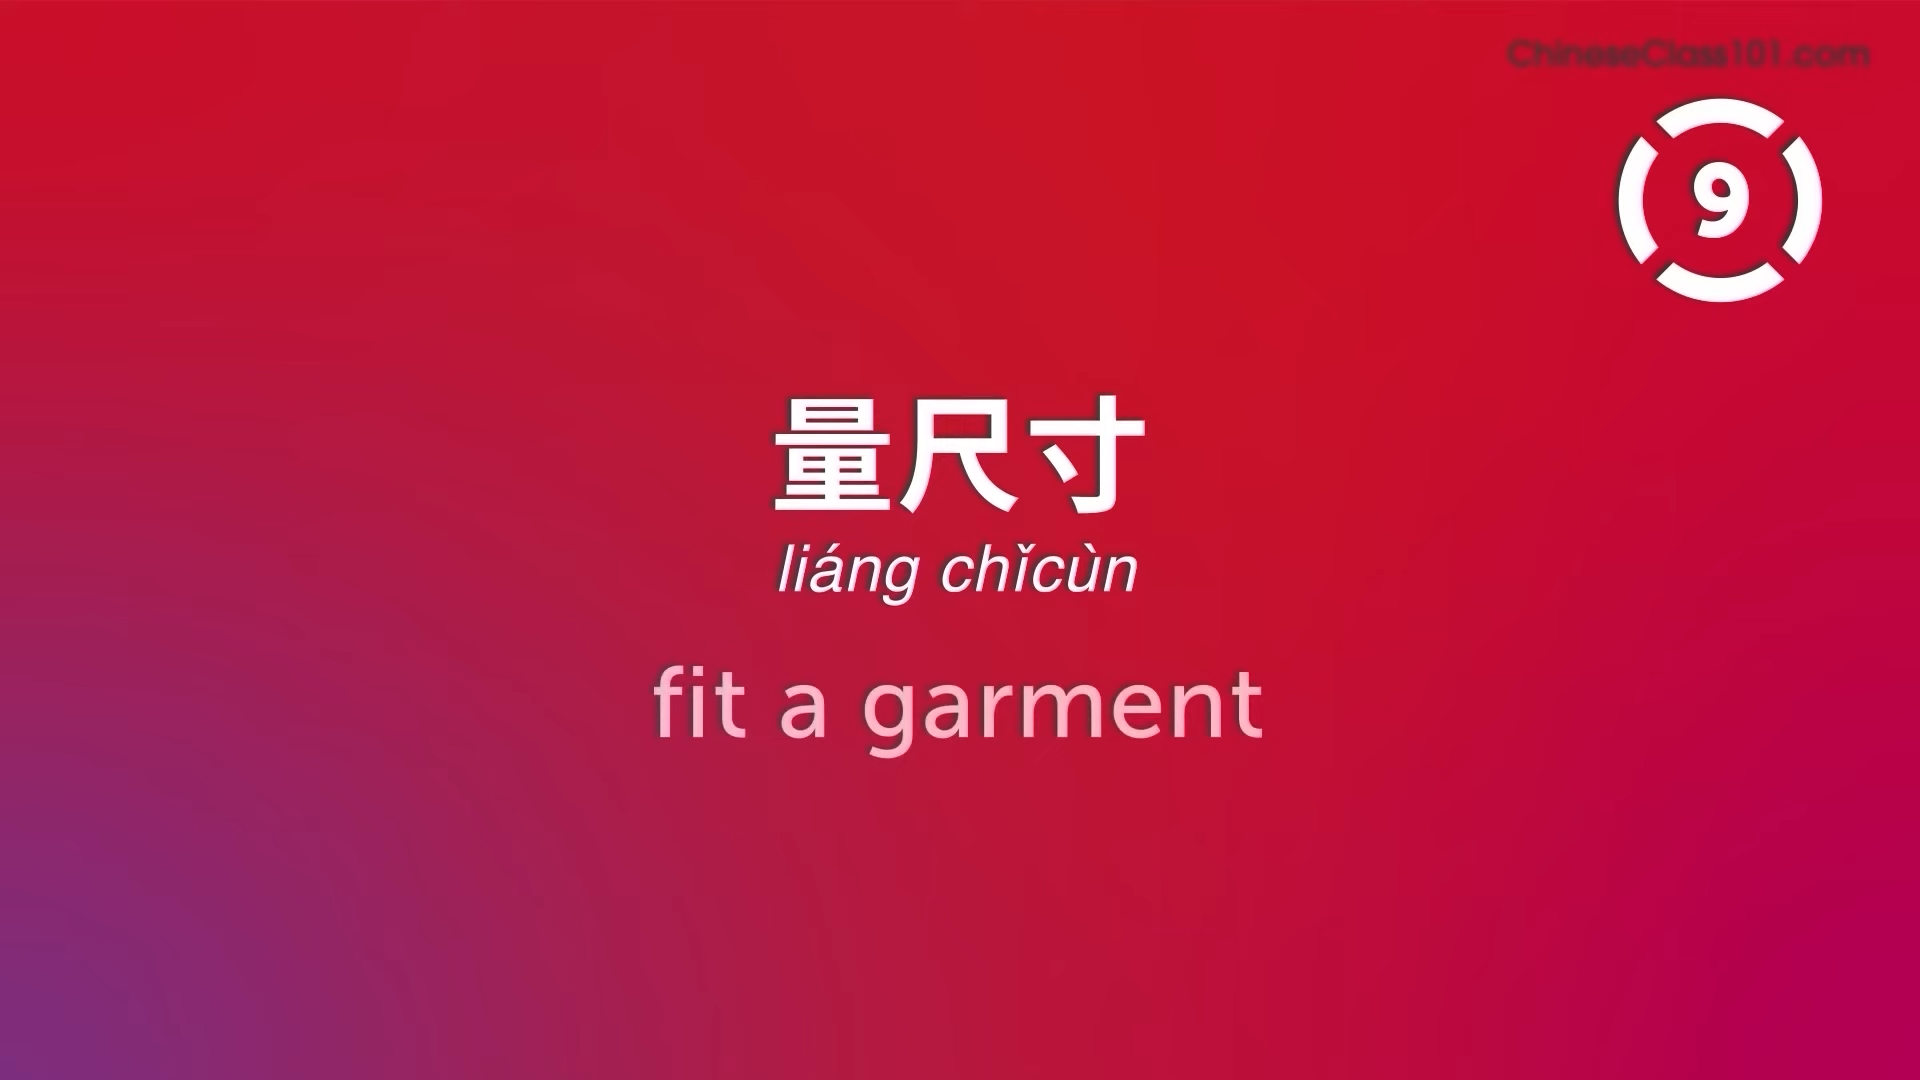 ChineseClass101.com
9
量尺寸
liáng chǐcùn
fit a garment